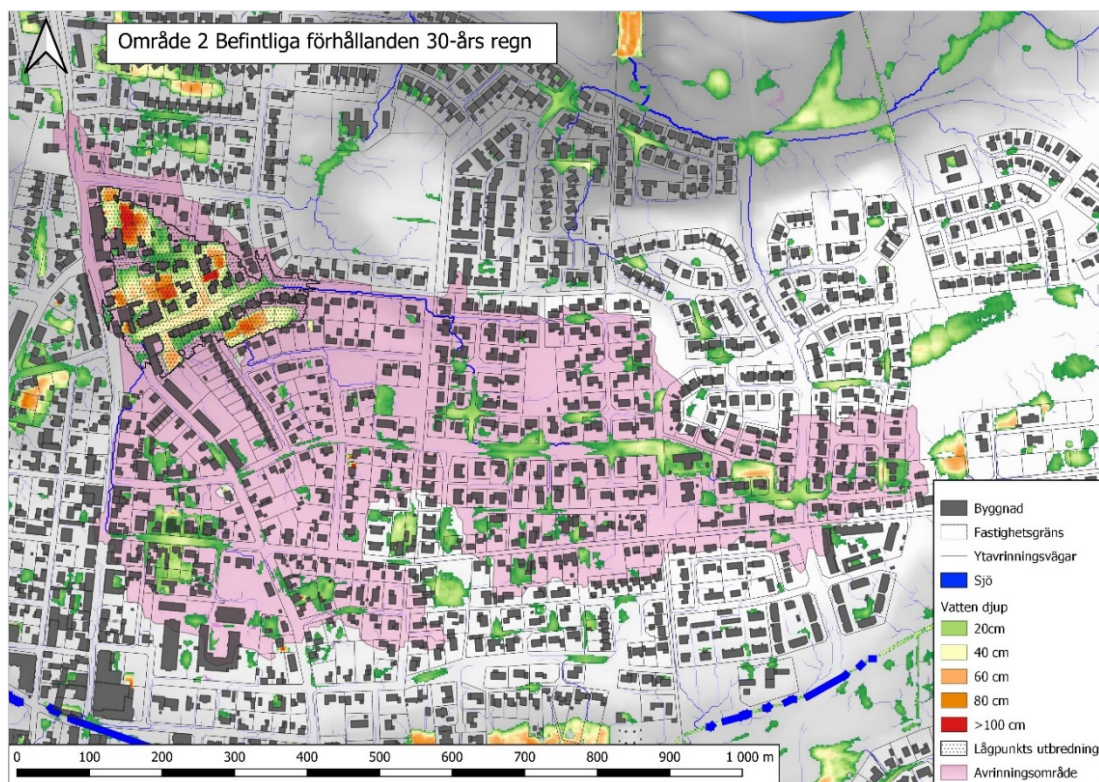 Område 2 Befintliga förhållanden 30-års regn
Byggnad
Fastighetsgräns
Ytavrinningsvägar
Sjö
Vatten djup
20cm
40 cm
60 cm
80 cm
>100 cm
Lågpunkts utbredning
Avrinningsområde
0 100 200 300 400 500 600 700 800 900 1 000 m